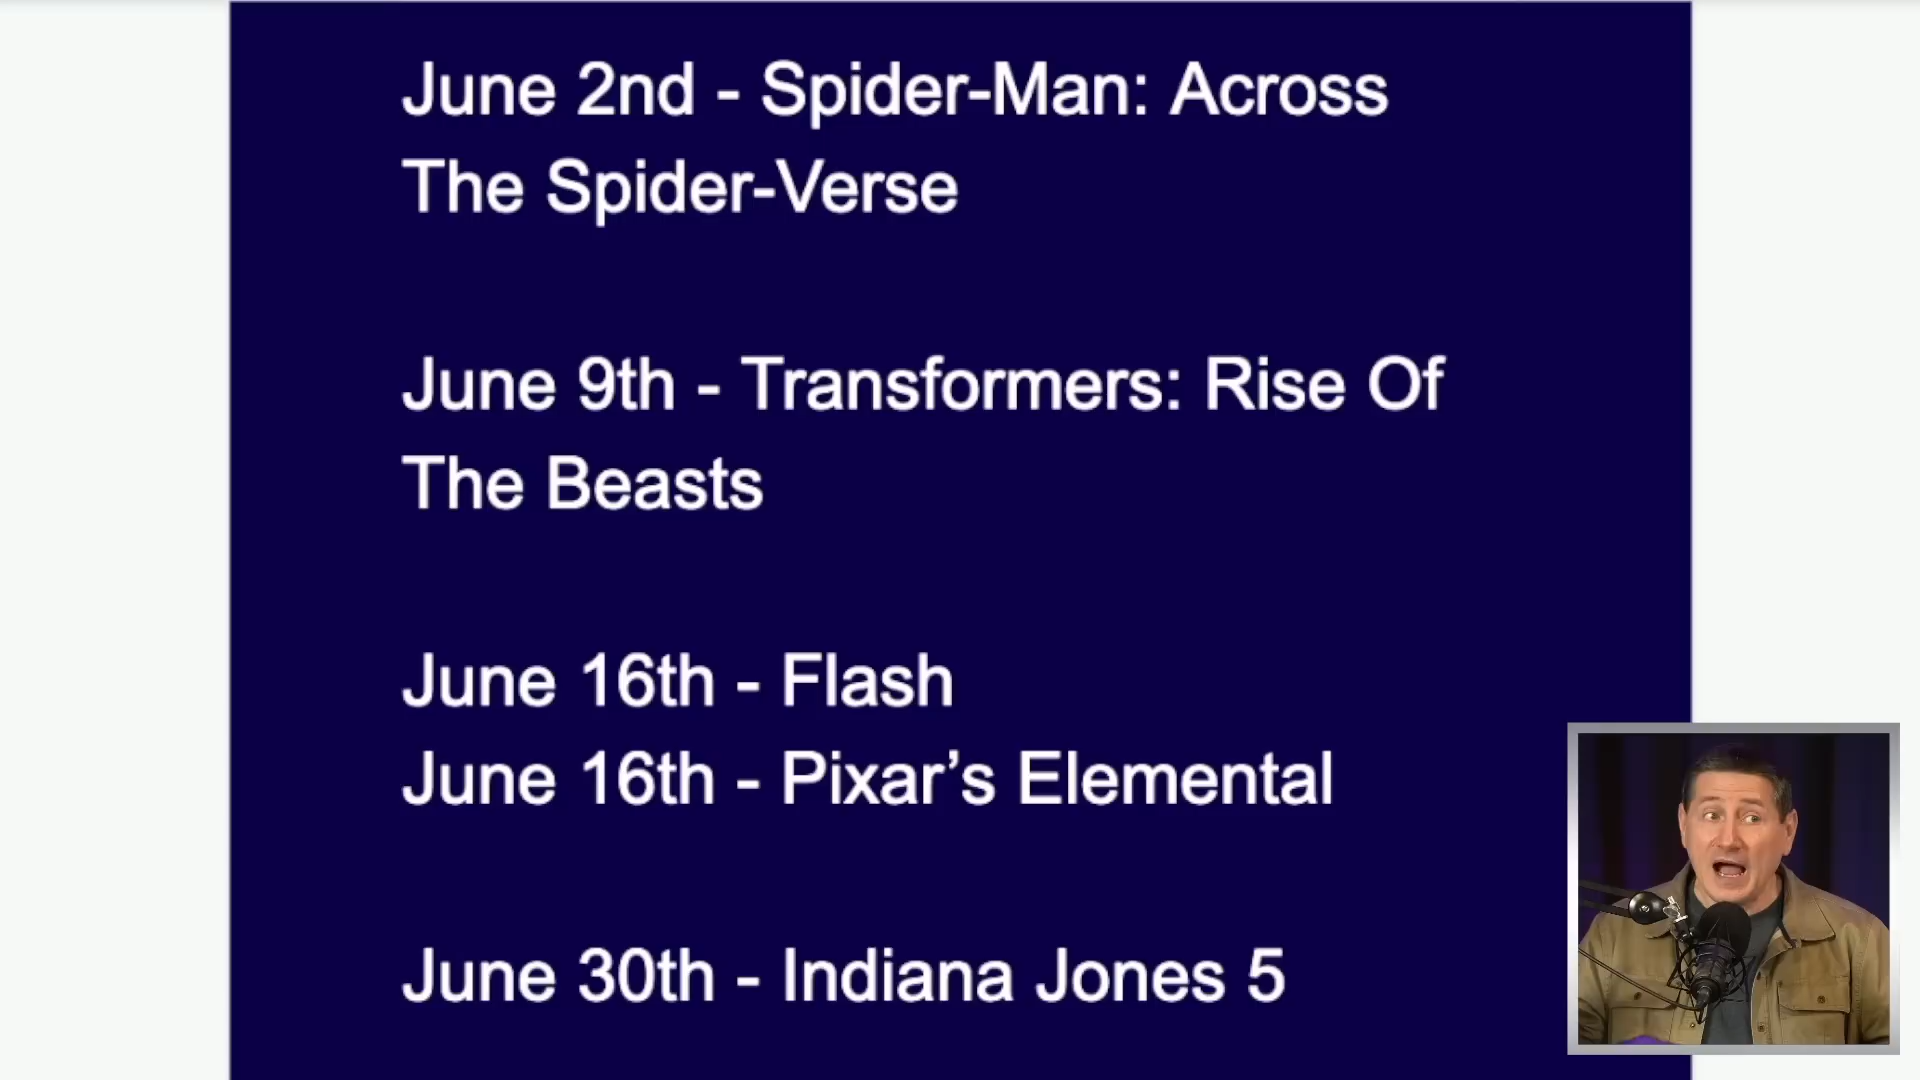 June 2nd - Spider-Man: Across
The Spider-Verse
June 9th - Transformers: Rise Of
The Beasts
June 16th - Flash
June 16th - Pixar’s Elemental
June 30th - Indiana Jones 5